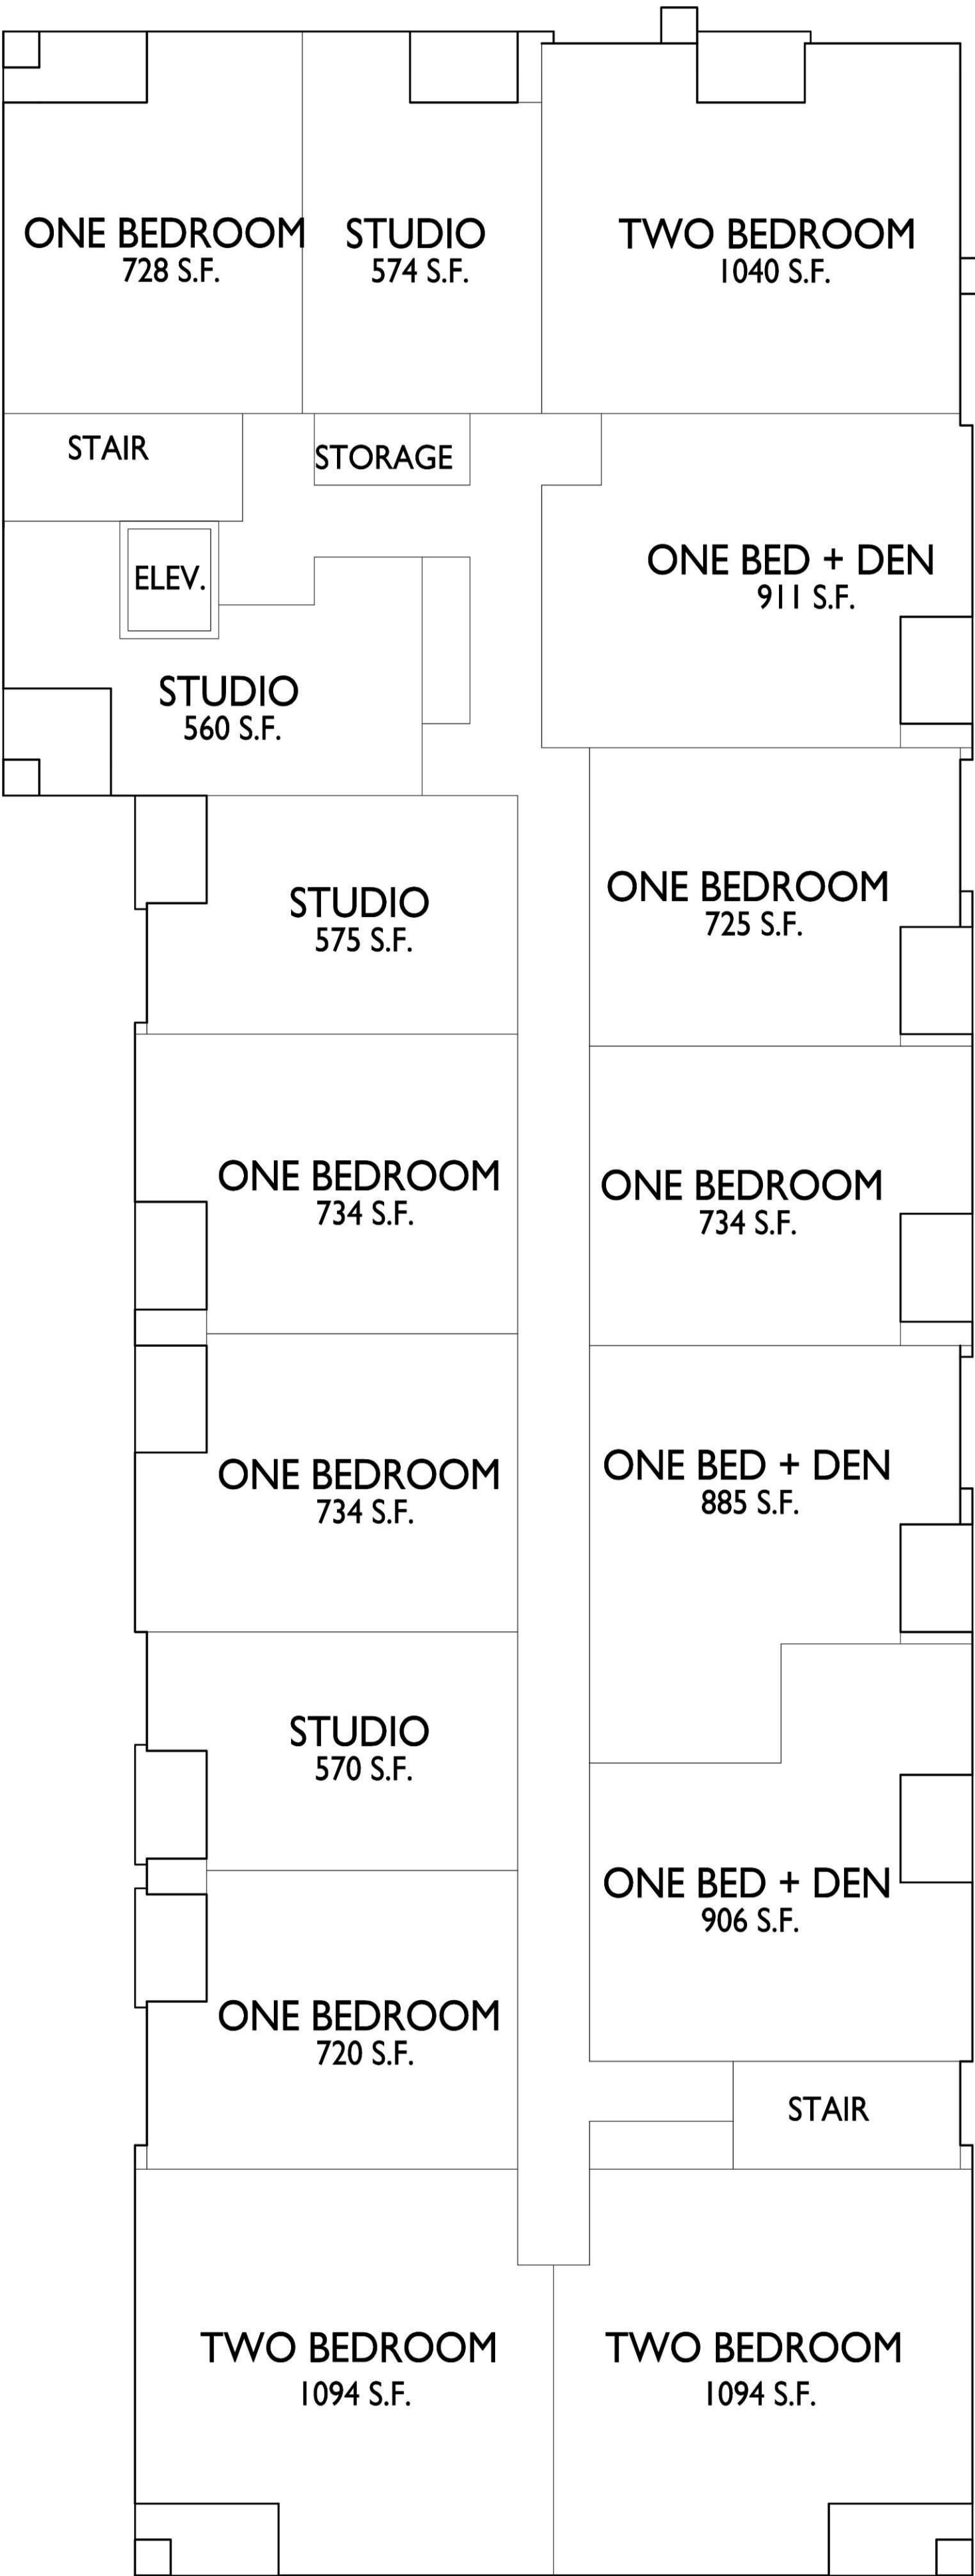 ONE BEDROOM
728 S.F.
STUDIO
574 S.F.
TWO BEDROOM
1040 S.F.
STAIR
STORAGE
ELEV.
ONE BED + DEN
911 S.F.
STUDIO
560 S.F.
STUDIO
575 S.F.
ONE BEDROOM
725 S.F.
ONE BEDROOM
734 S.F.
ONE BEDROOM
734 S.F.
ONE BEDROOM
734 S.F.
ONE BED + DEN
885 S.F.
STUDIO
570 S.F.
ONE BED + DEN
906 S.F.
ONE BEDROOM
720 S.F.
STAIR
TWO BEDROOM
1094 S.F.
TWO BEDROOM
1094 S.F.